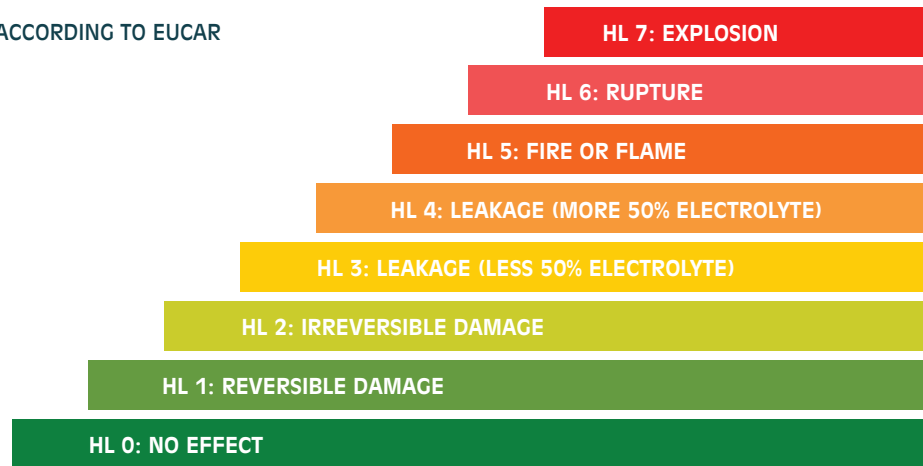 ACCORDING TO EUCAR
HL 7: EXPLOSION
HL 6: RUPTURE
HL 5: FIRE OR FLAME
HL 4: LEAKAGE (MORE 50% ELECTROLYTE)
HL 3: LEAKAGE (LESS 50% ELECTROLYTE)
HL 2: IRREVERSIBLE DAMAGE
HL 1: REVERSIBLE DAMAGE
HL 0: NO EFFECT